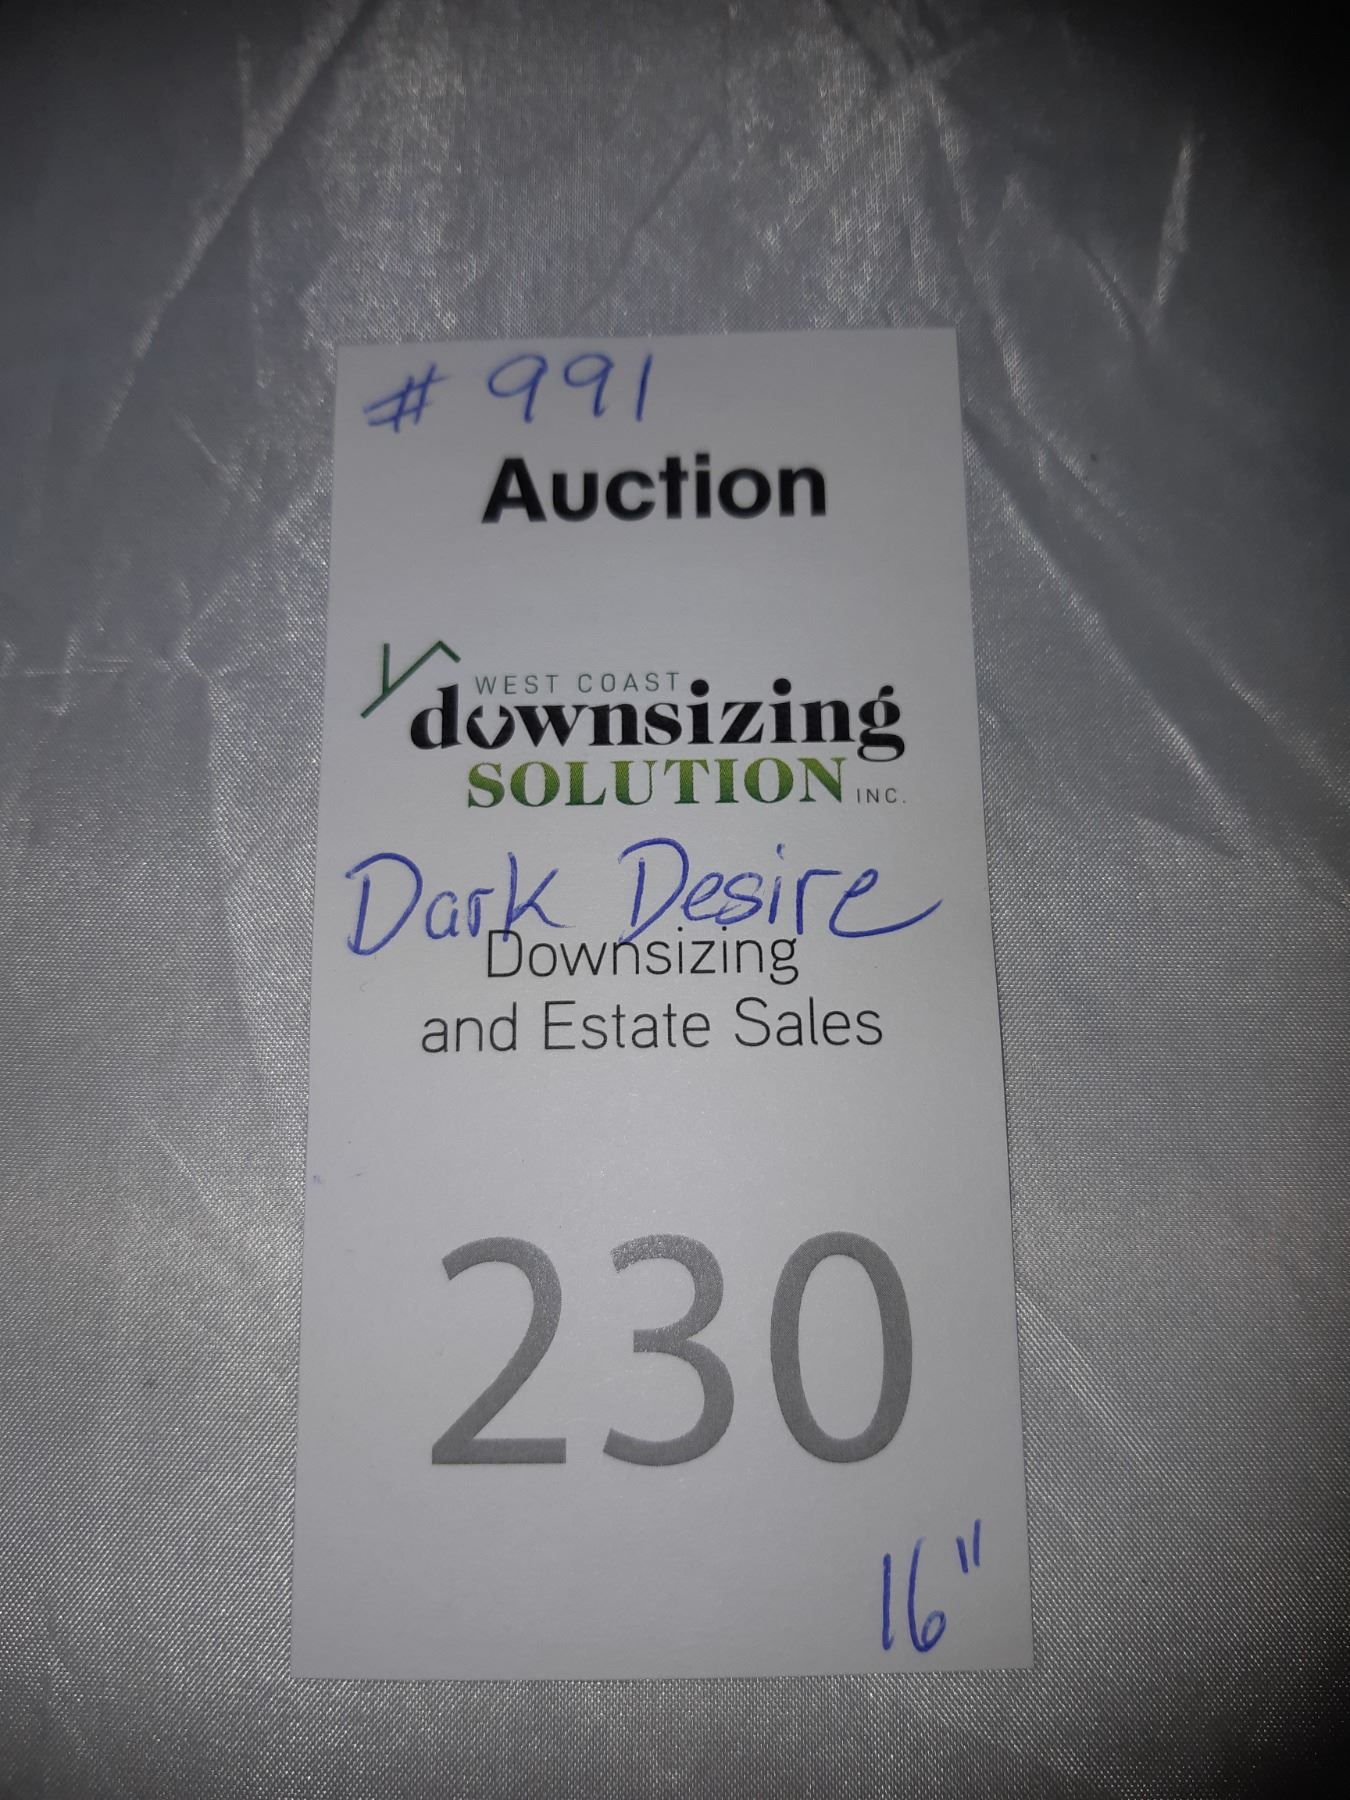 # 991
Auction
WEST COAST
downsizing
SOLUTION INC.
Dark Desire
Downsizing
and Estate Sales
230
16"